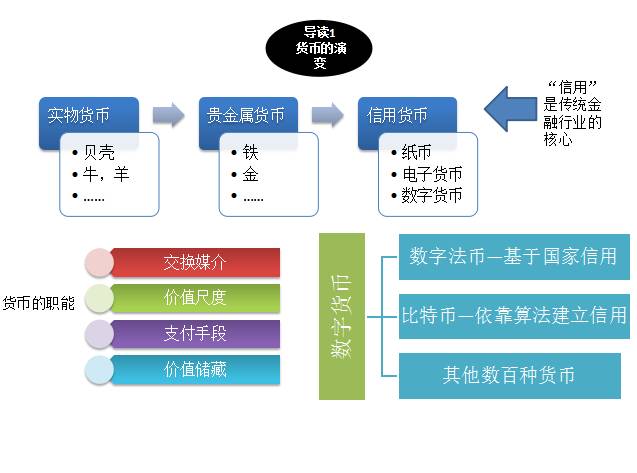 导读1
货币的演
变
实物货币
• 贝壳
• 牛，羊
• ……
贵金属货币
• 铁
• 金
• ……
信用货币
• 纸币
• 电子货币
• 数字货币
“信用”
是传统金
融行业的
核心
货币的职能
交换媒介
价值尺度
支付手段
价值储藏
数字货币
数字法币—基于国家信用
比特币—依靠算法建立信用
其他数百种货币